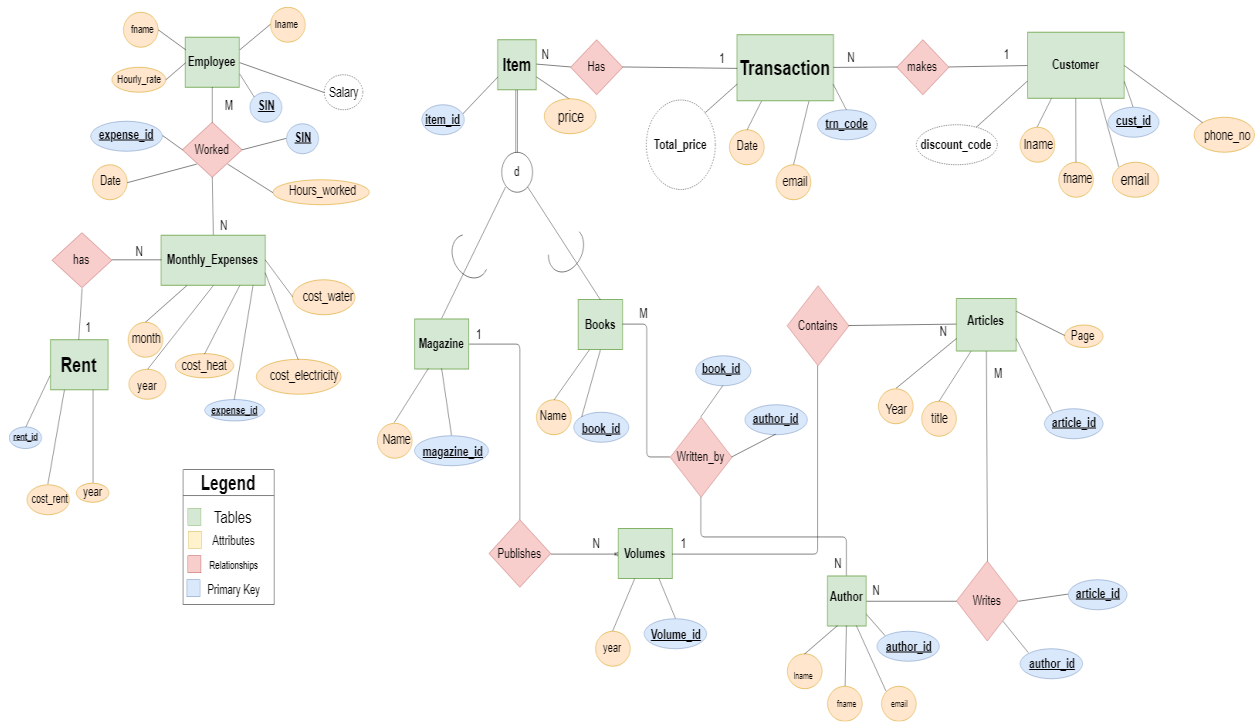 fname
lname
Employee
Hourly_rate
Salary
M
SIN
expense_id
SIN
Worked
Date
Hours_worked
N
has
N
Monthly_Expenses
cost_water
month
1
year
cost_heat
cost_electricity
expense_id
Rent
rent_id
cost_rent
year
Item
N
Has
1
Transaction
N
makes
1
Customer
item_id
price
Total_price
Date
trn_code
email
discount_code
lname
fname
cust_id
email
phone_no
d
Magazine
1
Books
M
Name
magazine_id
Name
book_id
book_id
author_id
Written_by
Contains
N
Articles
Page
M
Year
title
article_id
Legend
Tables
Attributes
Relationships
Primary Key
Publishes
N
Volumes
1
year
Volume_id
N
Author
N
Writes
article_id
author_id
author_id
lname
fname
email